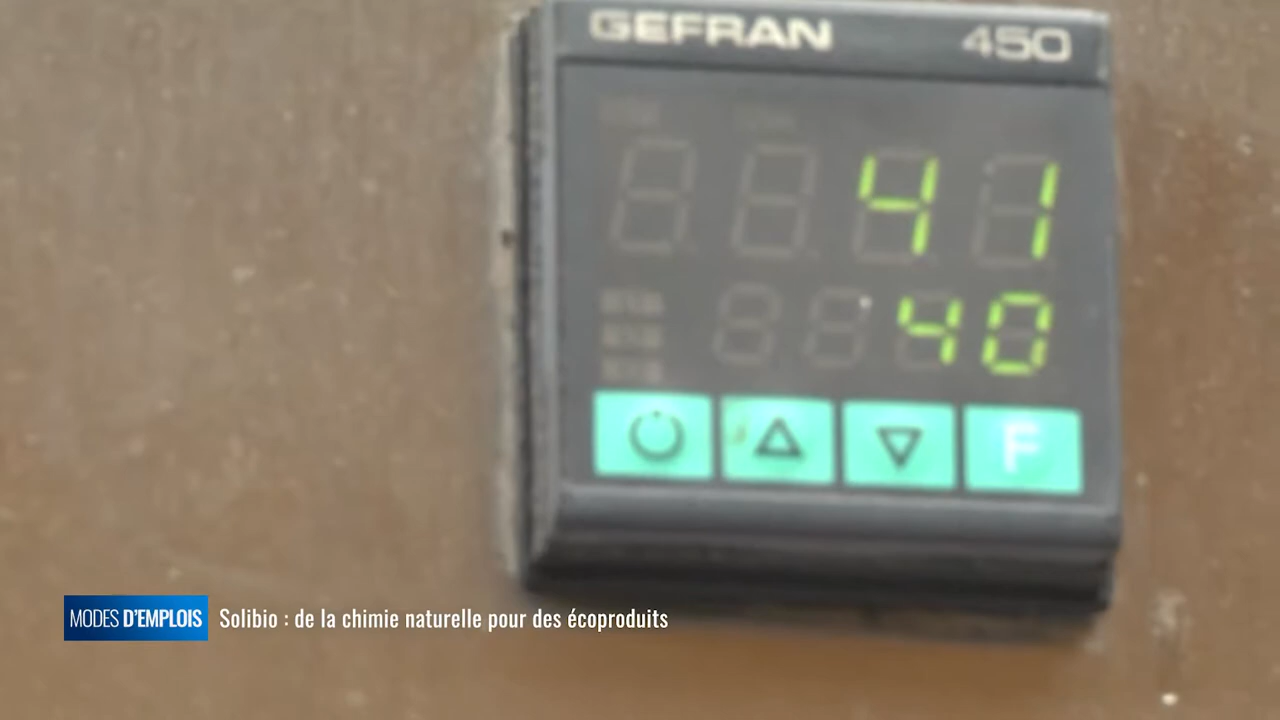 GEFRAN 450
41
40
F
MODES D'EMPLOIS Solibio : de la chimie naturelle pour des écoproduits